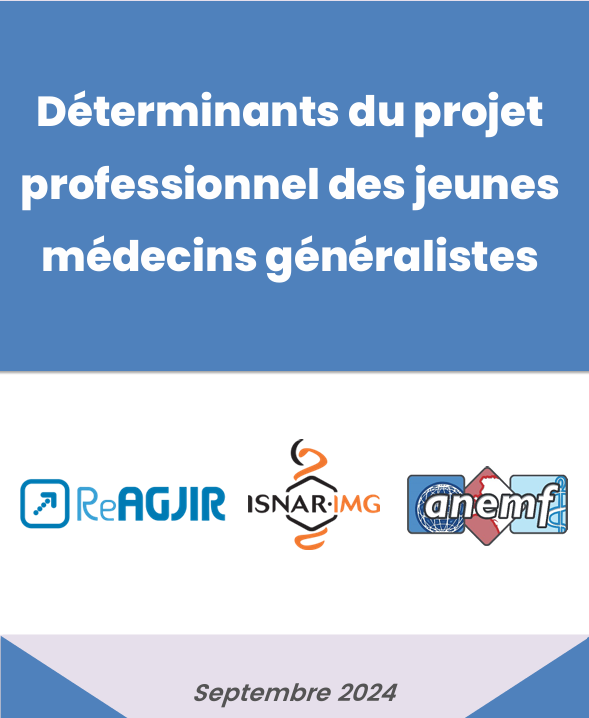 Déterminants du projet
professionnel des jeunes
médecins généralistes
ReAGJIR
ISNAR·IMG
anemf
Septembre 2024